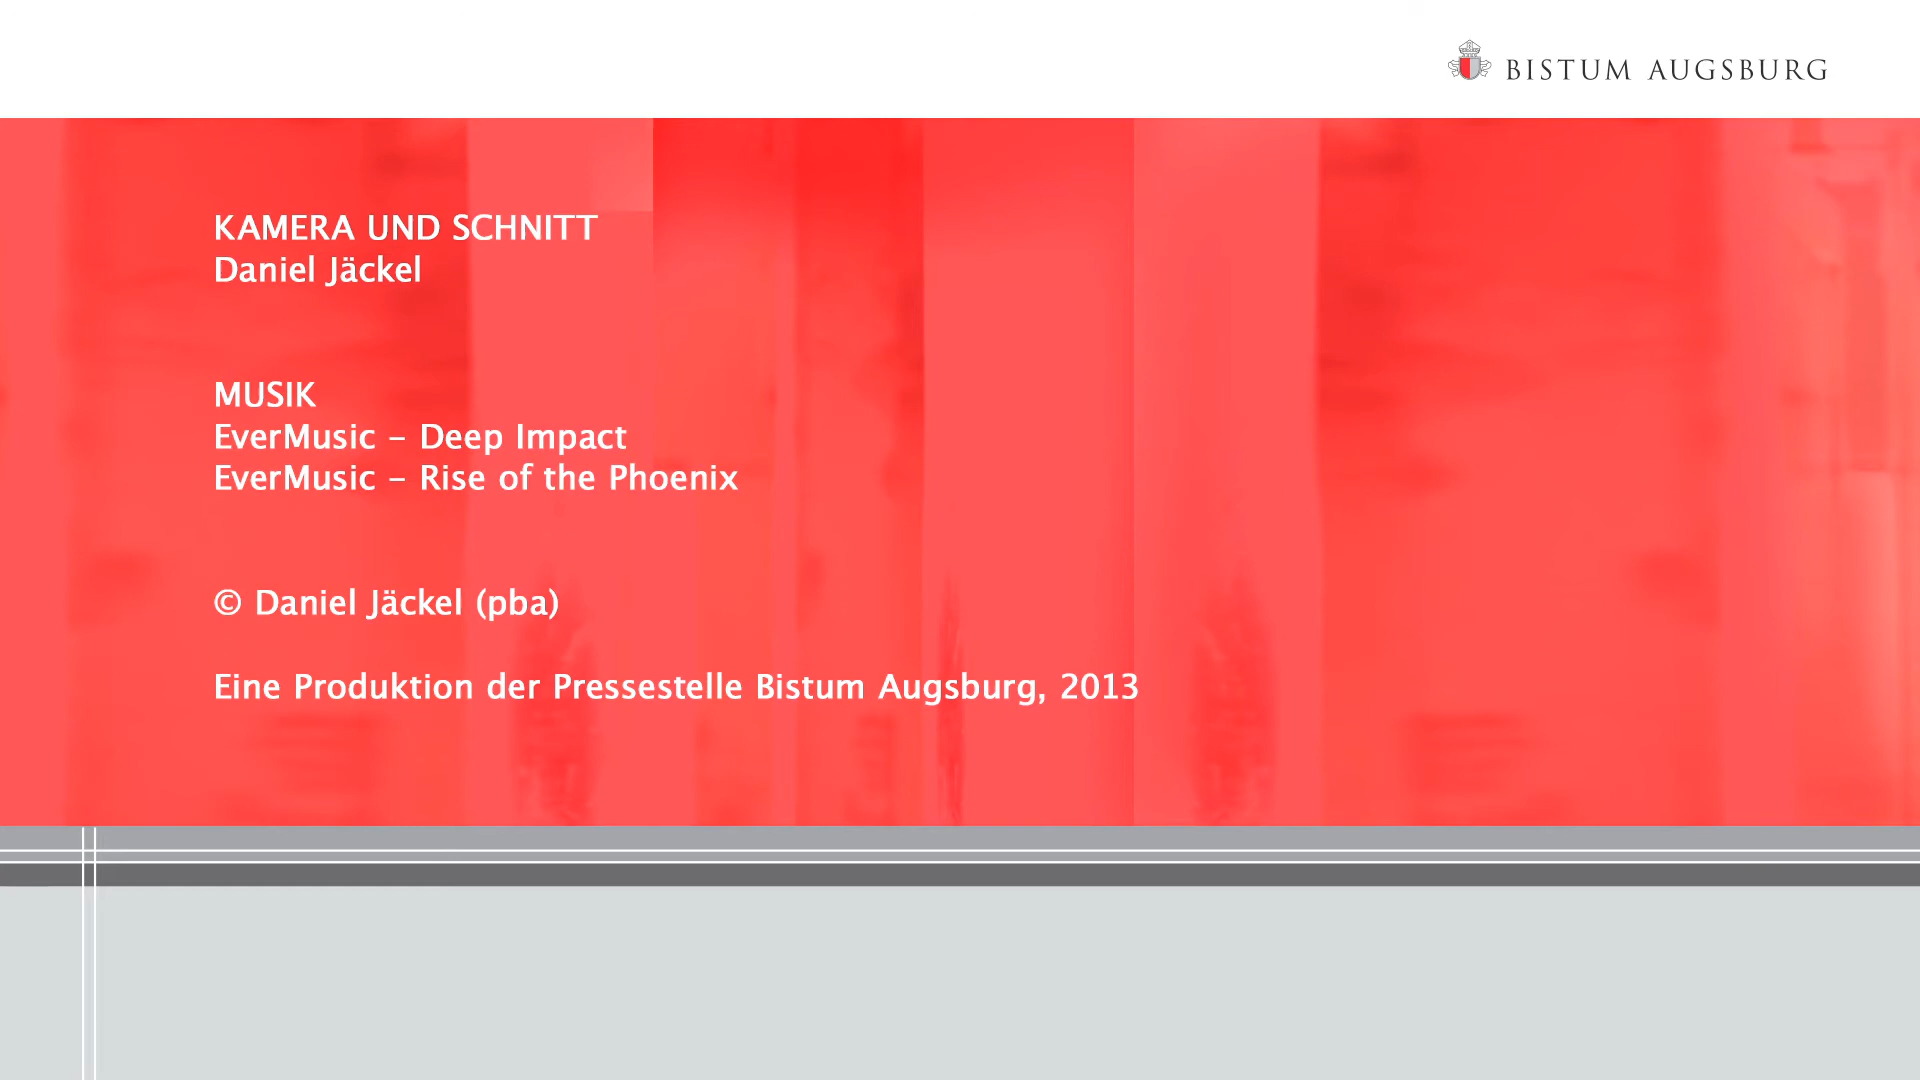 BISTUM AUGSBURG
KAMERA UND SCHNITT
Daniel Jäckel
MUSIK
EverMusic – Deep Impact
EverMusic – Rise of the Phoenix
© Daniel Jäckel (pba)
Eine Produktion der Pressestelle Bistum Augsburg, 2013